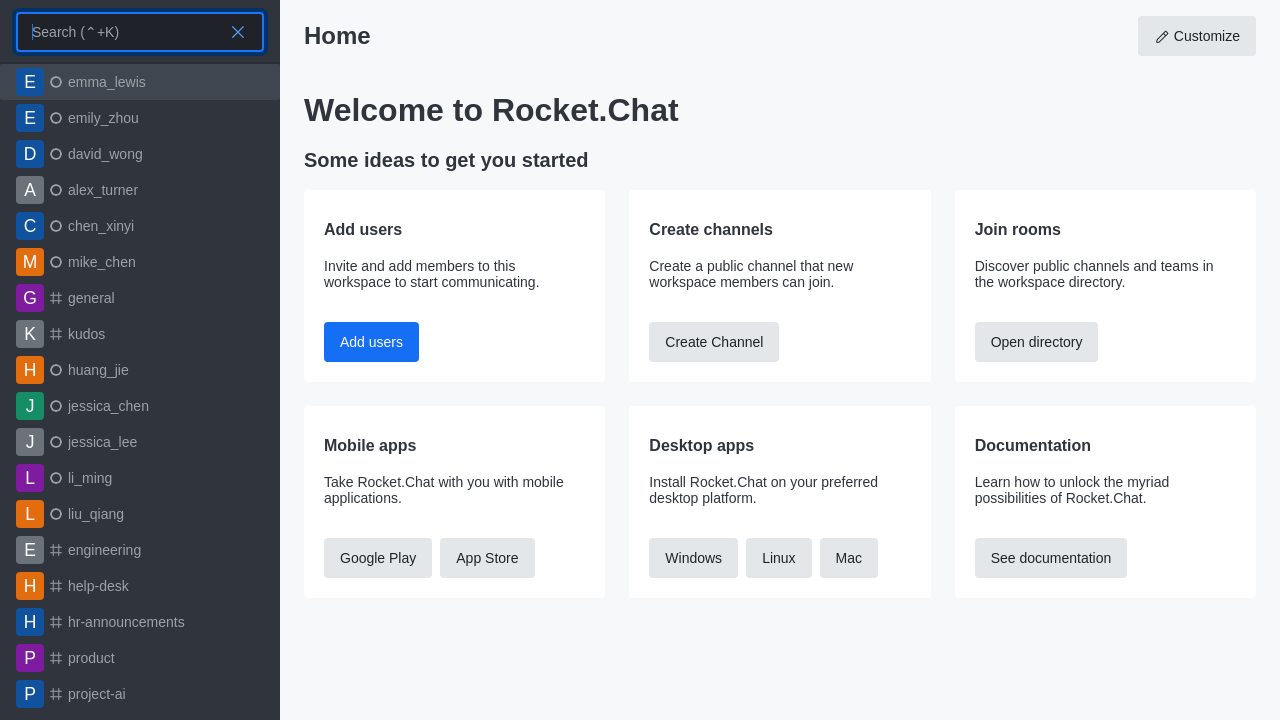 Search (⌃+K)
E emma_lewis
E emily_zhou
D david_wong
A alex_turner
C chen_xinyi
M mike_chen
G general
K kudos
H huang_jie
J jessica_chen
J jessica_lee
L li_ming
L liu_qiang
E engineering
H help-desk
H hr-announcements
P product
P project-ai
Home
Customize
Welcome to Rocket.Chat
Some ideas to get you started
Add users
Invite and add members to this
workspace to start communicating.
Add users
Create channels
Create a public channel that new
workspace members can join.
Create Channel
Join rooms
Discover public channels and teams in
the workspace directory.
Open directory
Mobile apps
Take Rocket.Chat with you with mobile
applications.
Google Play
App Store
Desktop apps
Install Rocket.Chat on your preferred
desktop platform.
Windows
Linux
Mac
Documentation
Learn how to unlock the myriad
possibilities of Rocket.Chat.
See documentation